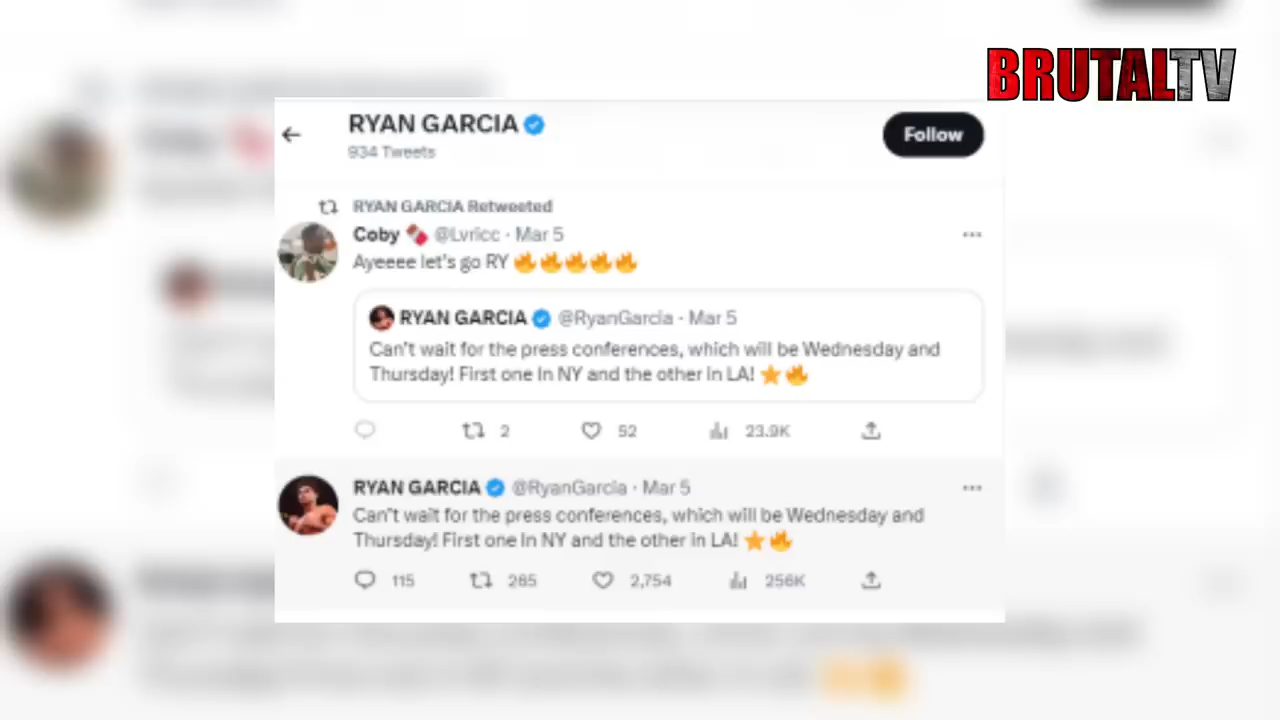 BRUTALTV
RYAN GARCIA
934 Tweets
Follow
RYAN GARCIA Retweeted
Coby @Lvricc · Mar 5
Ayeeee let's go RY 🔥🔥🔥🔥🔥
RYAN GARCIA @RyanGarcia · Mar 5
Can't wait for the press conferences, which will be Wednesday and
Thursday! First one in NY and the other in LA! ⭐🔥
2 52 23.9K
RYAN GARCIA @RyanGarcia · Mar 5
Can't wait for the press conferences, which will be Wednesday and
Thursday! First one in NY and the other in LA! ⭐🔥
115 265 2,754 256K